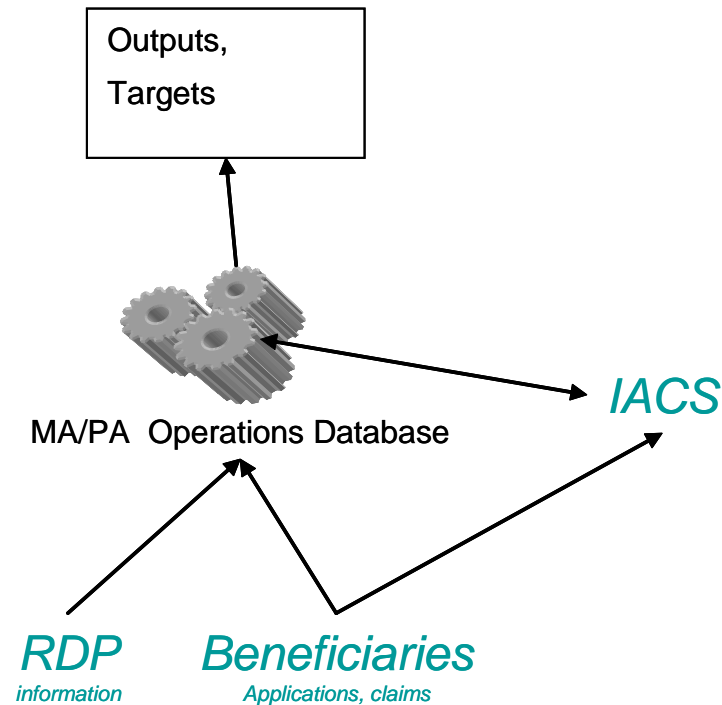 Outputs,
Targets
IACS
MA/PA Operations Database
RDP
information
Beneficiaries
Applications, claims